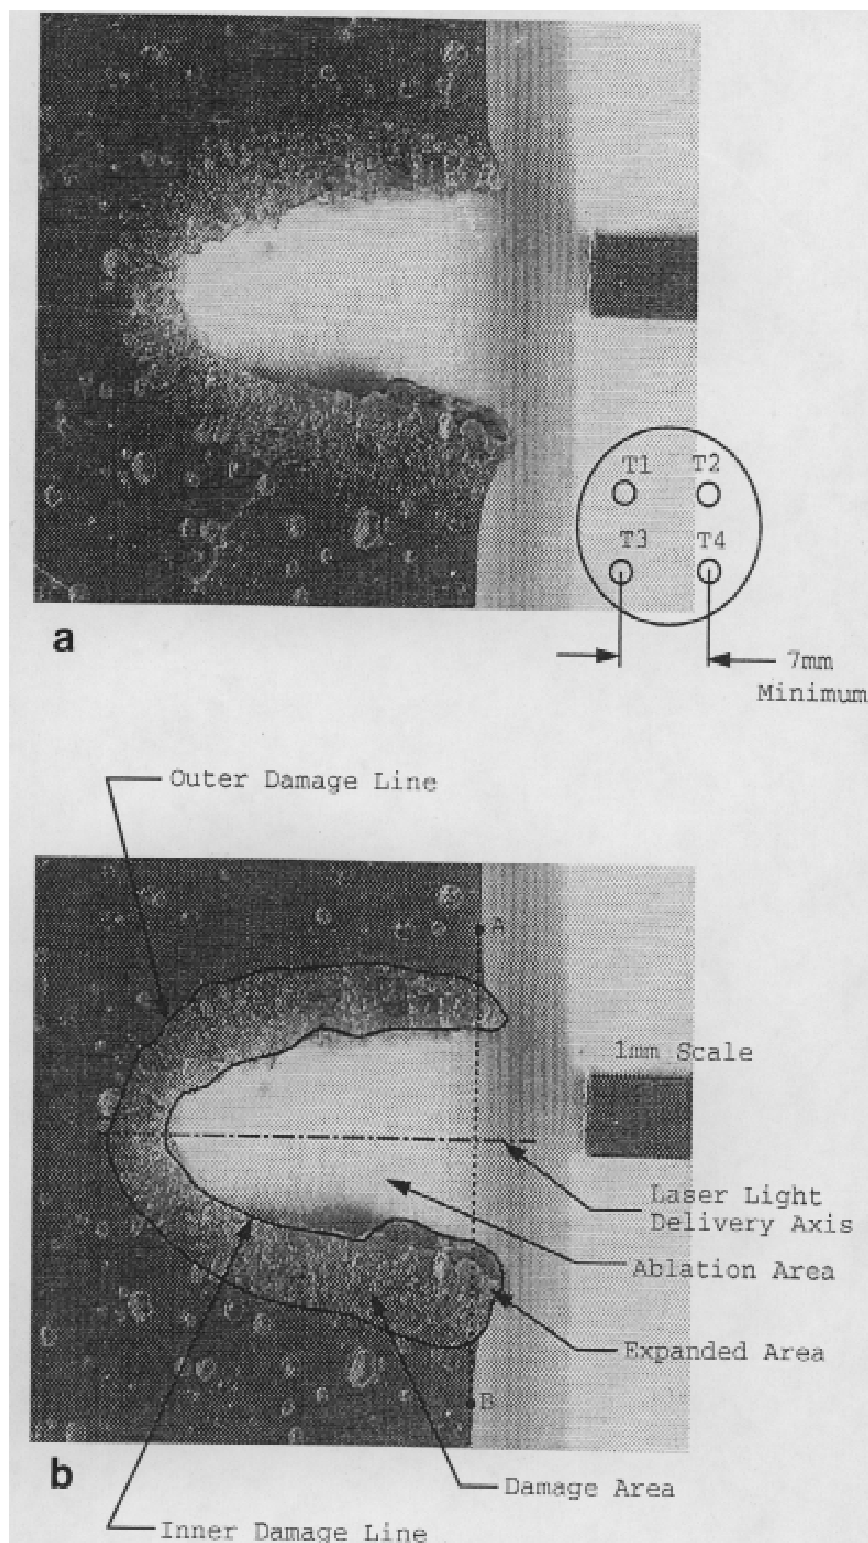 T1 T2
T3 T4
a
7mm
Minimum
Outer Damage Line
A
1mm Scale
Laser Light
Delivery Axis
Ablation Area
Expanded Area
B
b
Damage Area
Inner Damage Line